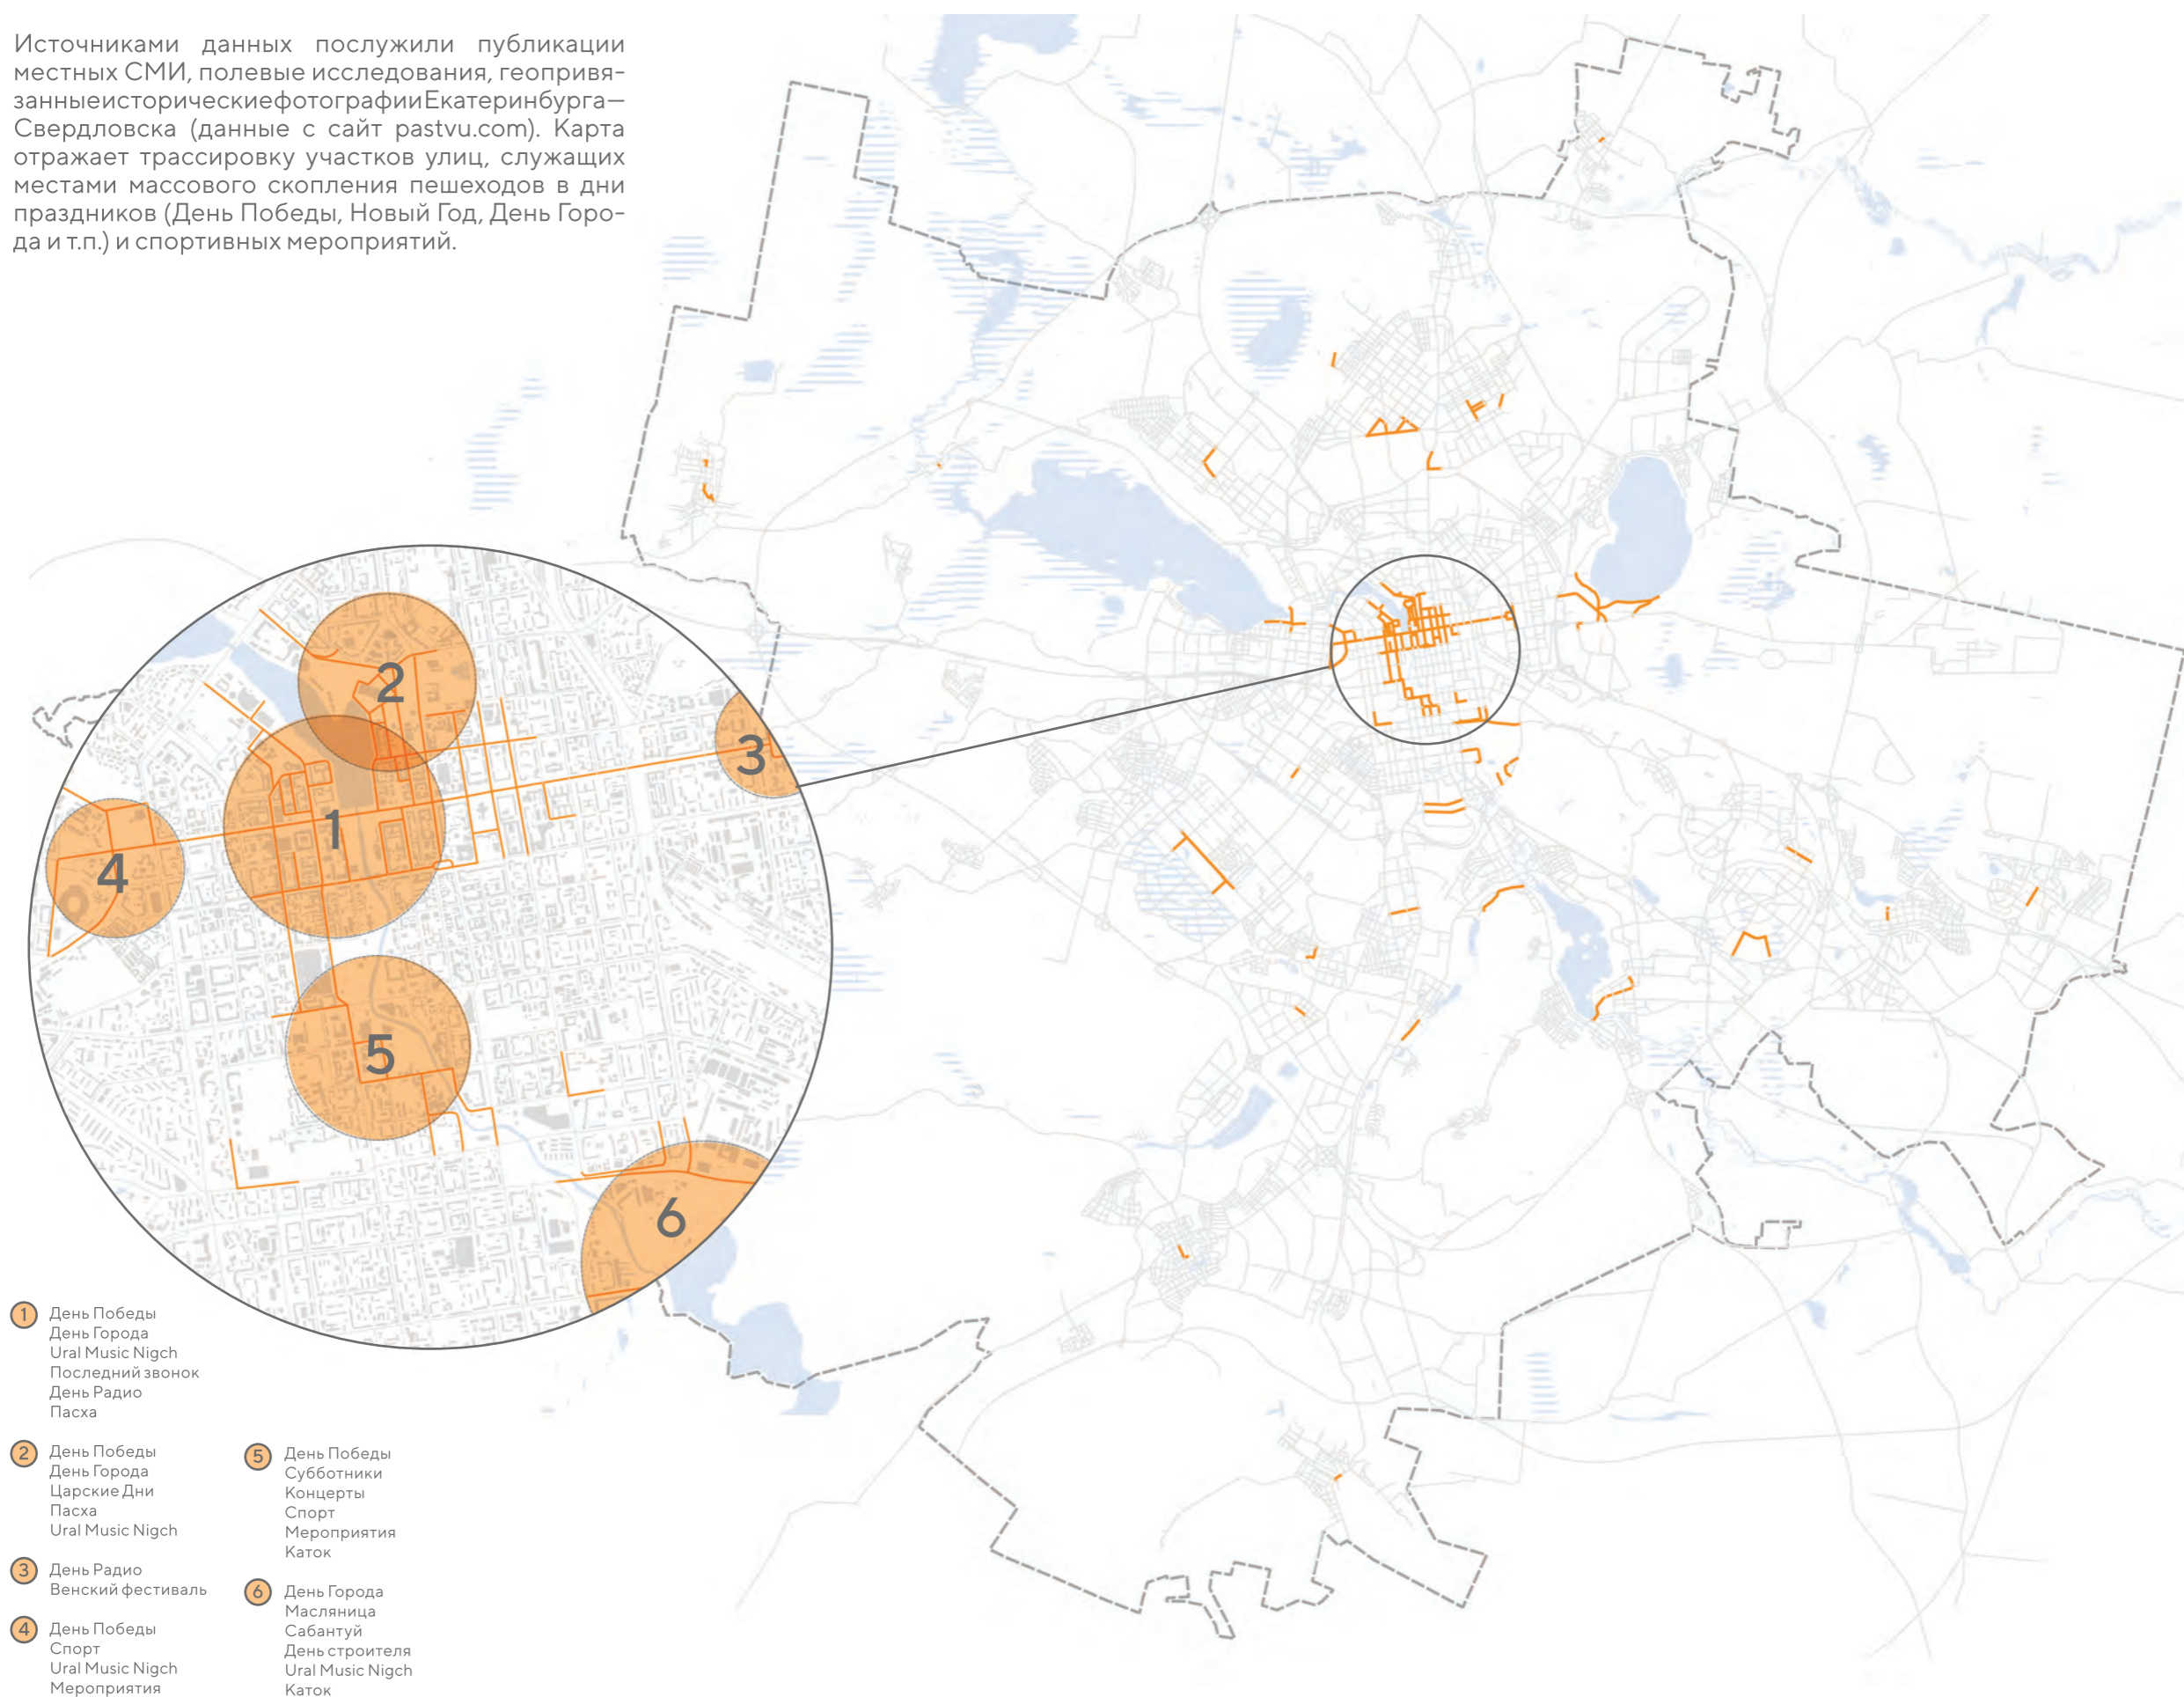 Источниками данных послужили публикации
местных СМИ, полевые исследования, геопривя-
занныеисторическиефотографииЕкатеринбурга—
Свердловска (данные с сайт pastvu.com). Карта
отражает трассировку участков улиц, служащих
местами массового скопления пешеходов в дни
праздников (День Победы, Новый Год, День Горо-
да и т.п.) и спортивных мероприятий.
2
3
1
4
5
6
1
День Победы
День Города
Ural Music Nigch
Последний звонок
День Радио
Пасха
2
День Победы
День Города
Царские Дни
Пасха
Ural Music Nigch
3
День Радио
Венский фестиваль
4
День Победы
Спорт
Ural Music Nigch
Мероприятия
5
День Победы
Субботники
Концерты
Спорт
Мероприятия
Каток
6
День Города
Масляница
Сабантуй
День строителя
Ural Music Nigch
Каток